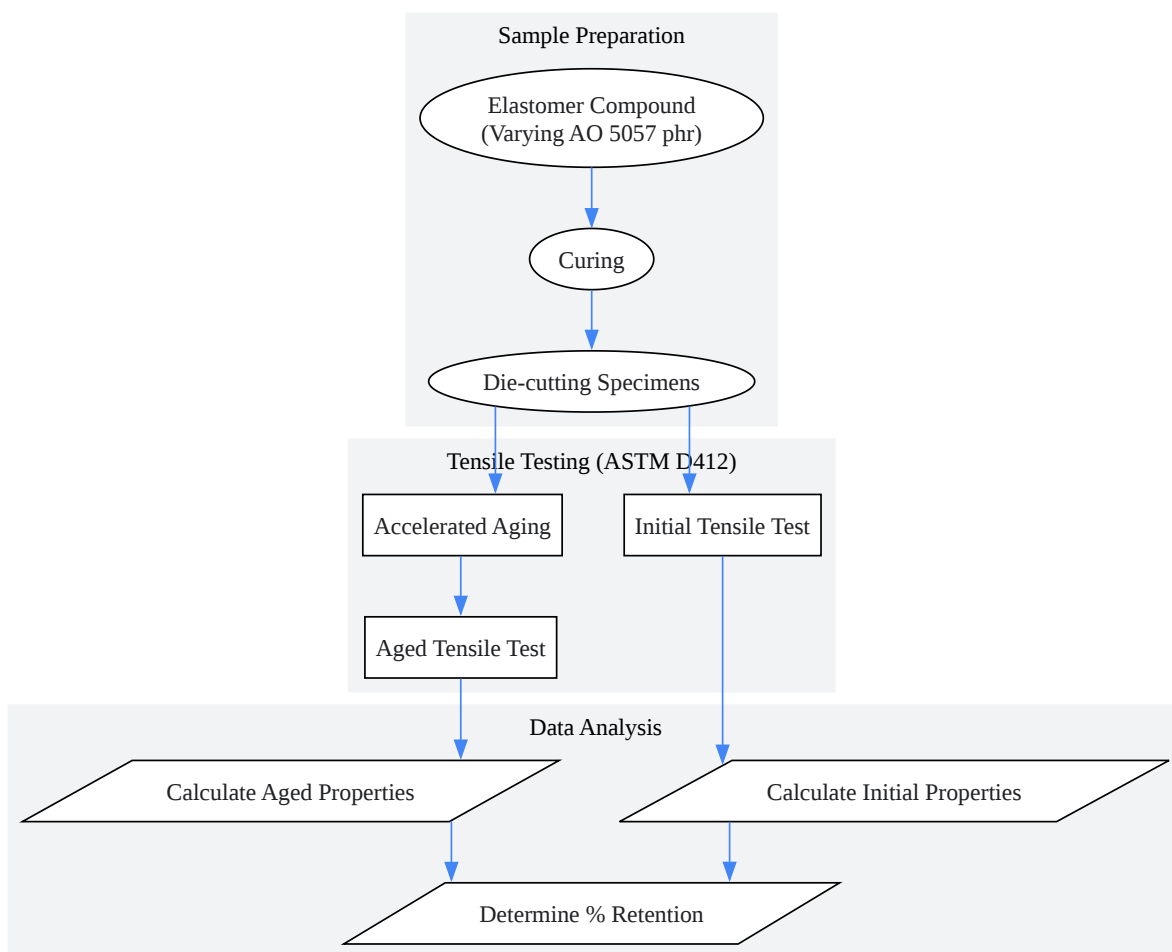 Sample Preparation
Elastomer Compound
(Varying AO 5057 phr)
Curing
Die-cutting Specimens
Tensile Testing (ASTM D412)
Accelerated Aging
Initial Tensile Test
Aged Tensile Test
Data Analysis
Calculate Aged Properties
Calculate Initial Properties
Determine % Retention